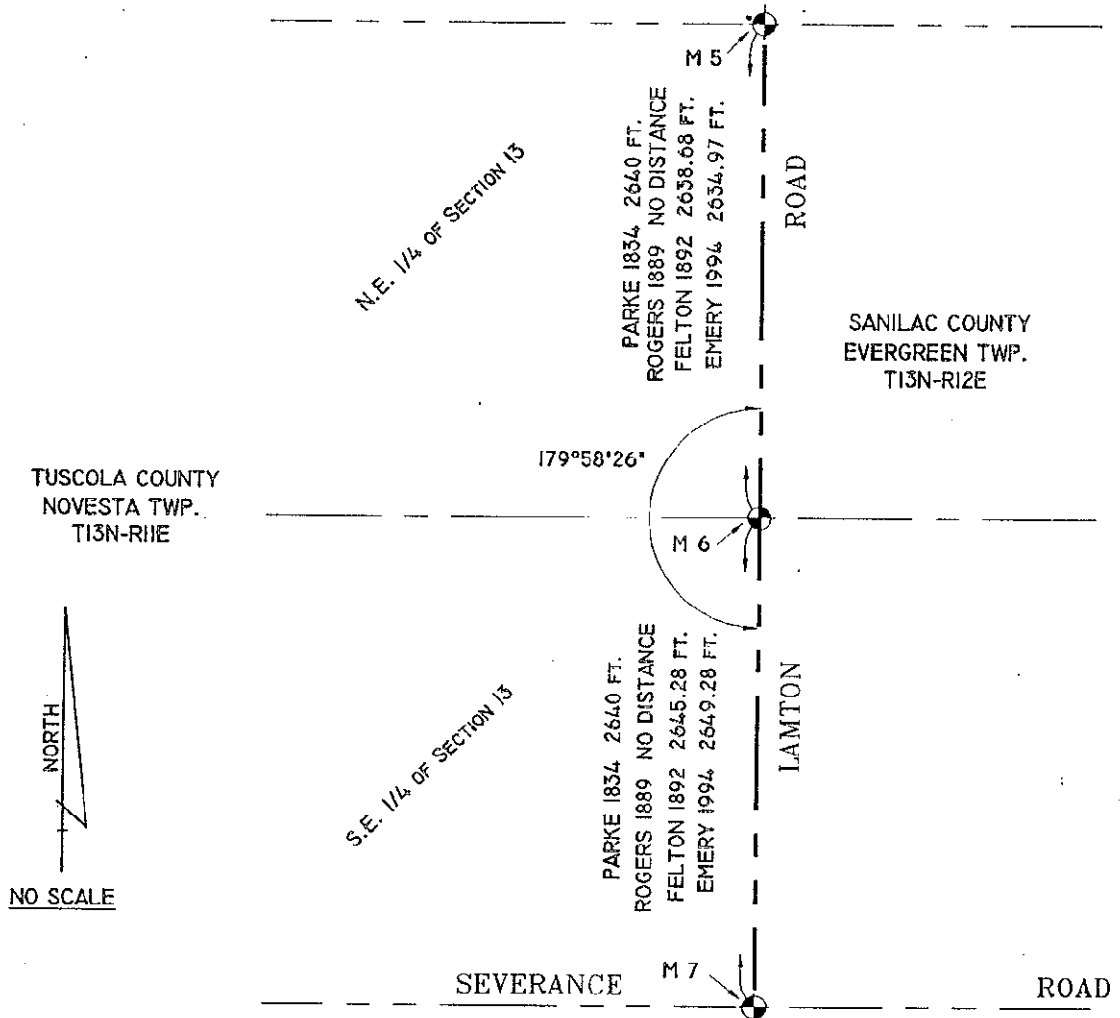 M 5
PARKE 1834 2640 FT.
ROGERS 1889 NO DISTANCE
FELTON 1892 2638.68 FT.
EMERY 1994 2634.97 FT.
ROAD
N.E. 1/4 OF SECTION 13
SANILAC COUNTY
EVERGREEN TWP.
T13N-R12E
179°58'26"
TUSCOLA COUNTY
NOVESTA TWP.
T13N-R11E
M 6
PARKE 1834 2640 FT.
ROGERS 1889 NO DISTANCE
FELTON 1892 2645.28 FT.
EMERY 1994 2649.28 FT.
LAMTON
S.E. 1/4 OF SECTION 13
NORTH
NO SCALE
M 7
SEVERANCE ROAD